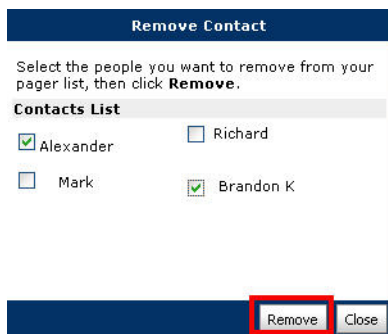 Remove Contact
Select the people you want to remove from your
pager list, then click Remove.
Contacts List
Alexander
Richard
Mark
Brandon K
Remove
Close